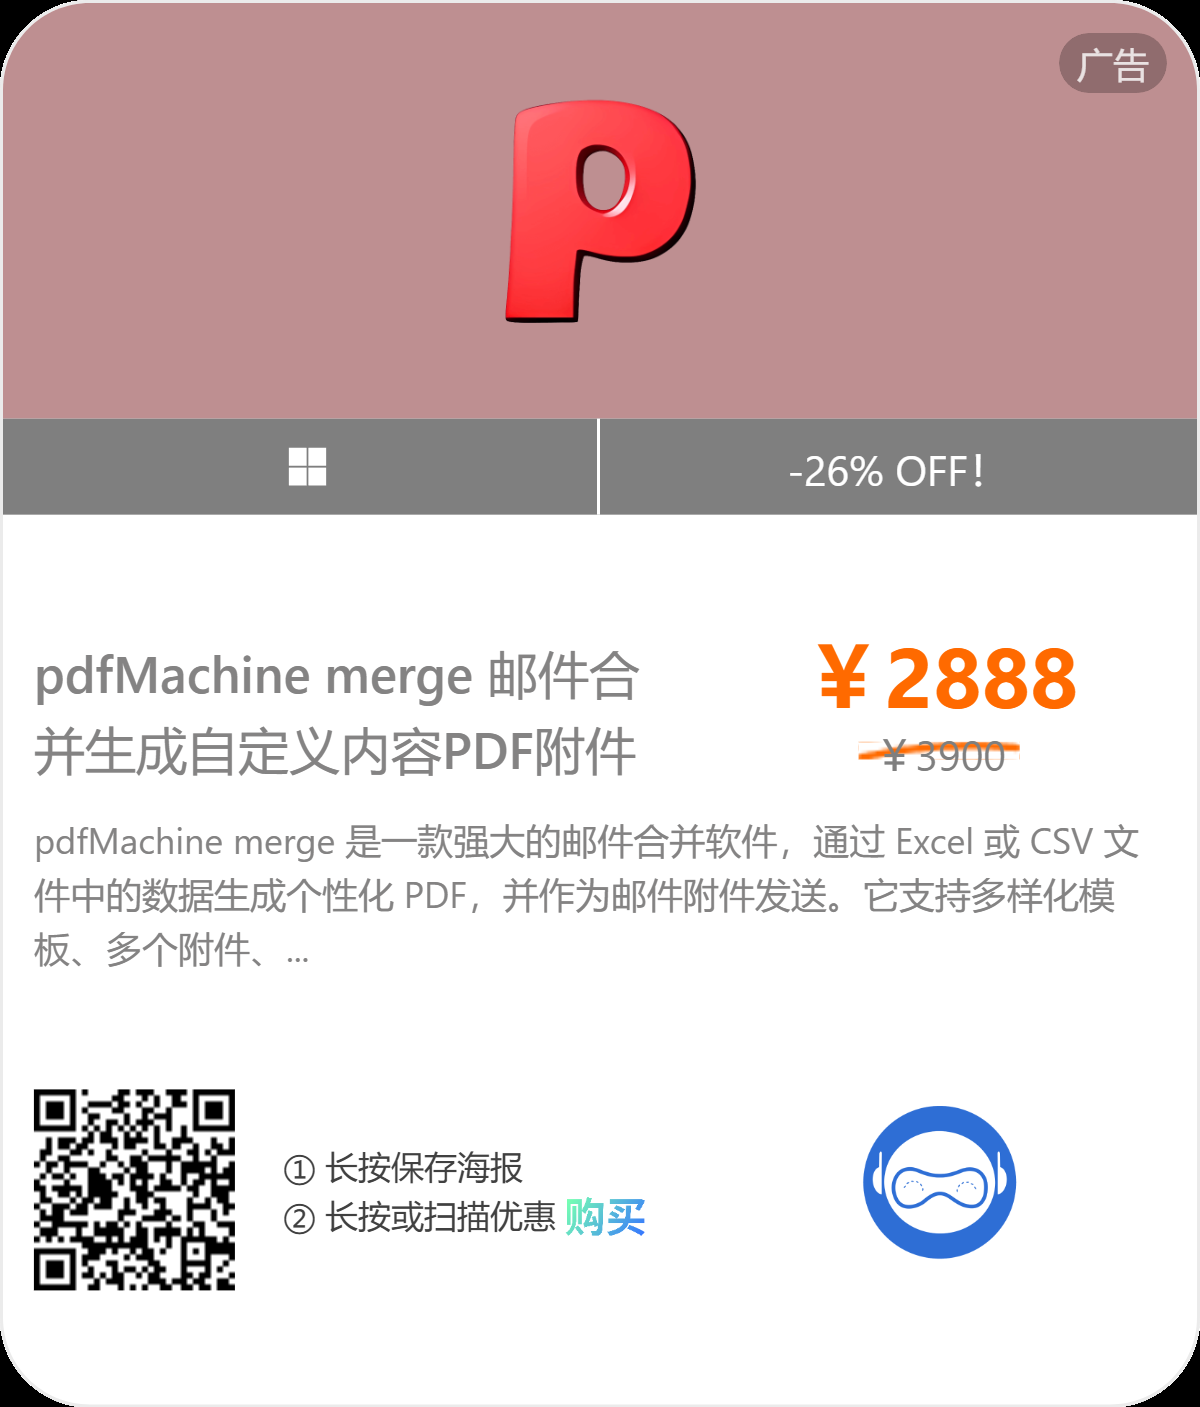 广告
P
-26% OFF!
pdfMachine merge 邮件合
并生成自定义内容PDF附件
¥2888
¥3900
pdfMachine merge 是一款强大的邮件合并软件，通过 Excel 或 CSV 文
件中的数据生成个性化 PDF，并作为邮件附件发送。它支持多样化模
板、多个附件、...
① 长按保存海报
② 长按或扫描优惠 购买